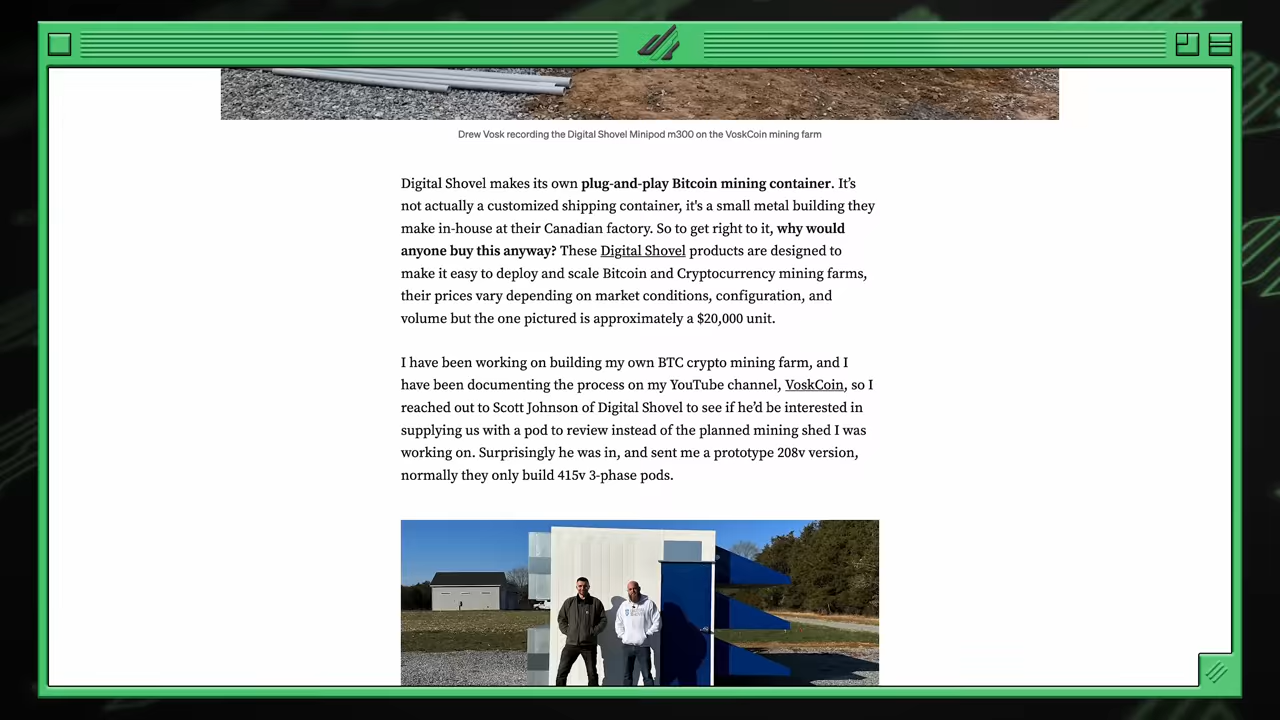 Drew Vosk recording the Digital Shovel Minipod m300 on the VoskCoin mining farm
Digital Shovel makes its own plug-and-play Bitcoin mining container. It’s
not actually a customized shipping container, it's a small metal building they
make in-house at their Canadian factory. So to get right to it, why would
anyone buy this anyway? These Digital Shovel products are designed to
make it easy to deploy and scale Bitcoin and Cryptocurrency mining farms,
their prices vary depending on market conditions, configuration, and
volume but the one pictured is approximately a $20,000 unit.
I have been working on building my own BTC crypto mining farm, and I
have been documenting the process on my YouTube channel, VoskCoin, so I
reached out to Scott Johnson of Digital Shovel to see if he’d be interested in
supplying us with a pod to review instead of the planned mining shed I was
working on. Surprisingly he was in, and sent me a prototype 208v version,
normally they only build 415v 3-phase pods.